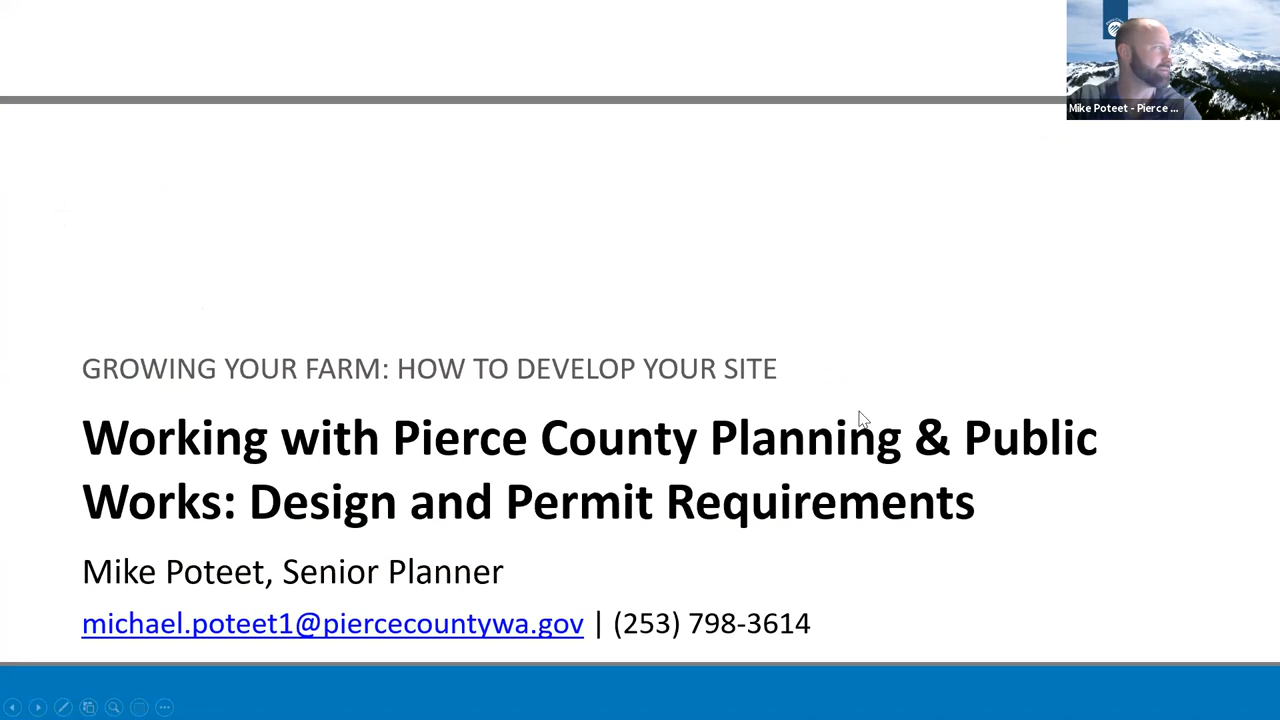 Mike Poteet - Pierce ...
GROWING YOUR FARM: HOW TO DEVELOP YOUR SITE
Working with Pierce County Planning & Public
Works: Design and Permit Requirements
Mike Poteet, Senior Planner
michael.poteet1@piercecountywa.gov | (253) 798-3614